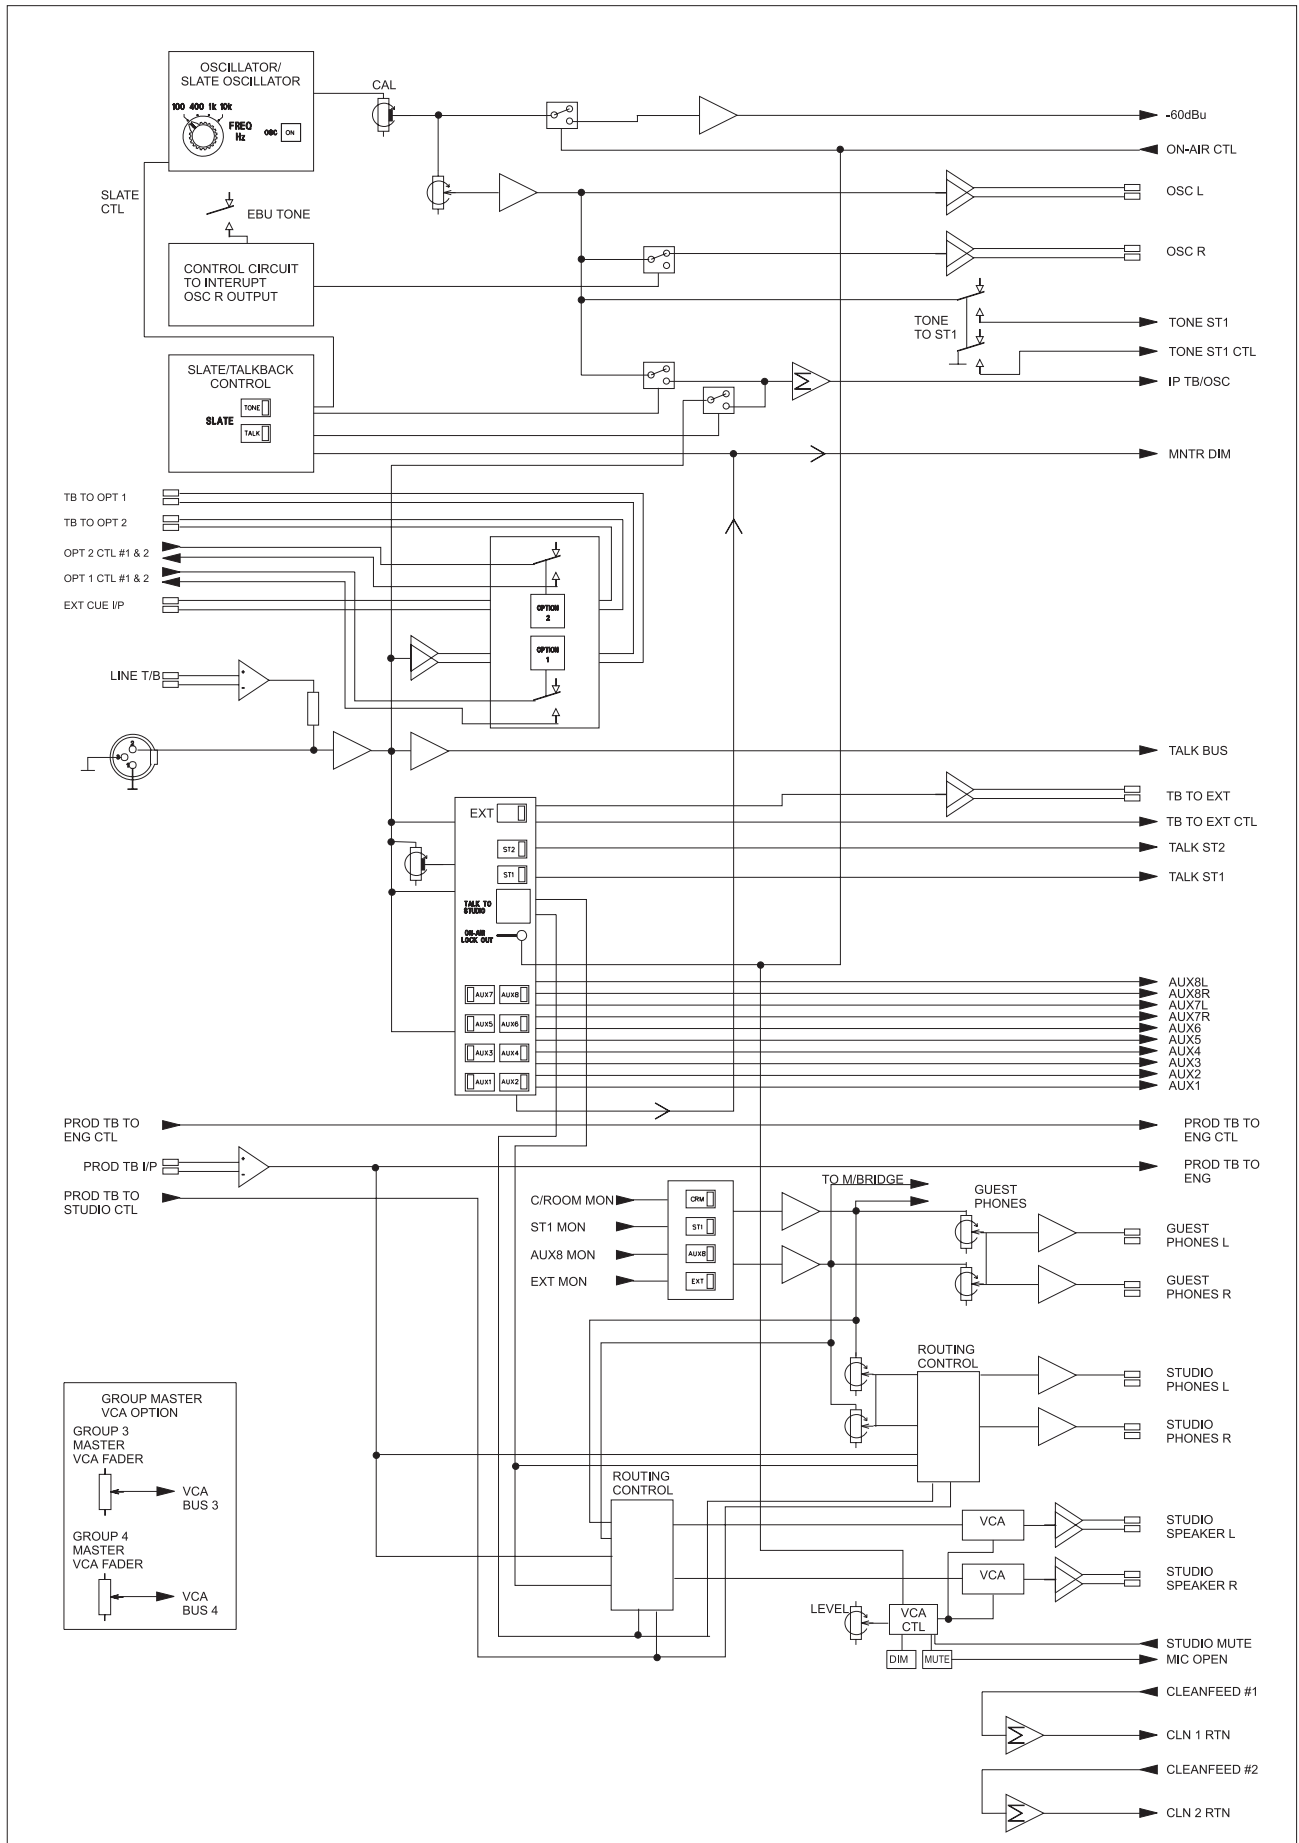 OSCILLATOR/
SLATE OSCILLATOR
100 400 1k 10k
FREQ
Hz
OSC
ON
CAL
-60dBu
ON-AIR CTL
SLATE
CTL
EBU TONE
OSC L
OSC R
CONTROL CIRCUIT
TO INTERUPT
OSC R OUTPUT
TONE
TO ST1
TONE ST1
TONE ST1 CTL
IP TB/OSC
SLATE/TALKBACK
CONTROL
TONE
SLATE
TALK
Σ
MNTR DIM
TB TO OPT 1
TB TO OPT 2
OPT 2 CTL #1 & 2
OPT 1 CTL #1 & 2
EXT CUE I/P
OPTION
2
OPTION
1
LINE T/B
+
-
2
3
1
TALK BUS
EXT
TB TO EXT
TB TO EXT CTL
ST2
TALK ST2
ST1
TALK ST1
TALK TO
STUDIO
ON-AIR
LOCK OUT
AUX7
AUX8
AUX5
AUX6
AUX3
AUX4
AUX1
AUX2
AUX8L
AUX8R
AUX7L
AUX7R
AUX6
AUX5
AUX4
AUX3
AUX2
AUX1
PROD TB TO
ENG CTL
PROD TB TO
ENG CTL
PROD TB I/P
+
-
PROD TB TO
ENG
PROD TB TO
STUDIO CTL
TO M/BRIDGE
GUEST
PHONES
C/ROOM MON
CRM
ST1 MON
ST1
AUX8 MON
AUX8
EXT MON
EXT
GUEST
PHONES L
GUEST
PHONES R
ROUTING
CONTROL
STUDIO
PHONES L
STUDIO
PHONES R
GROUP MASTER
VCA OPTION
GROUP 3
MASTER
VCA FADER
VCA
BUS 3
GROUP 4
MASTER
VCA FADER
VCA
BUS 4
ROUTING
CONTROL
VCA
STUDIO
SPEAKER L
VCA
STUDIO
SPEAKER R
LEVEL
VCA
CTL
DIM
MUTE
STUDIO MUTE
MIC OPEN
CLEANFEED #1
Σ
CLN 1 RTN
CLEANFEED #2
Σ
CLN 2 RTN